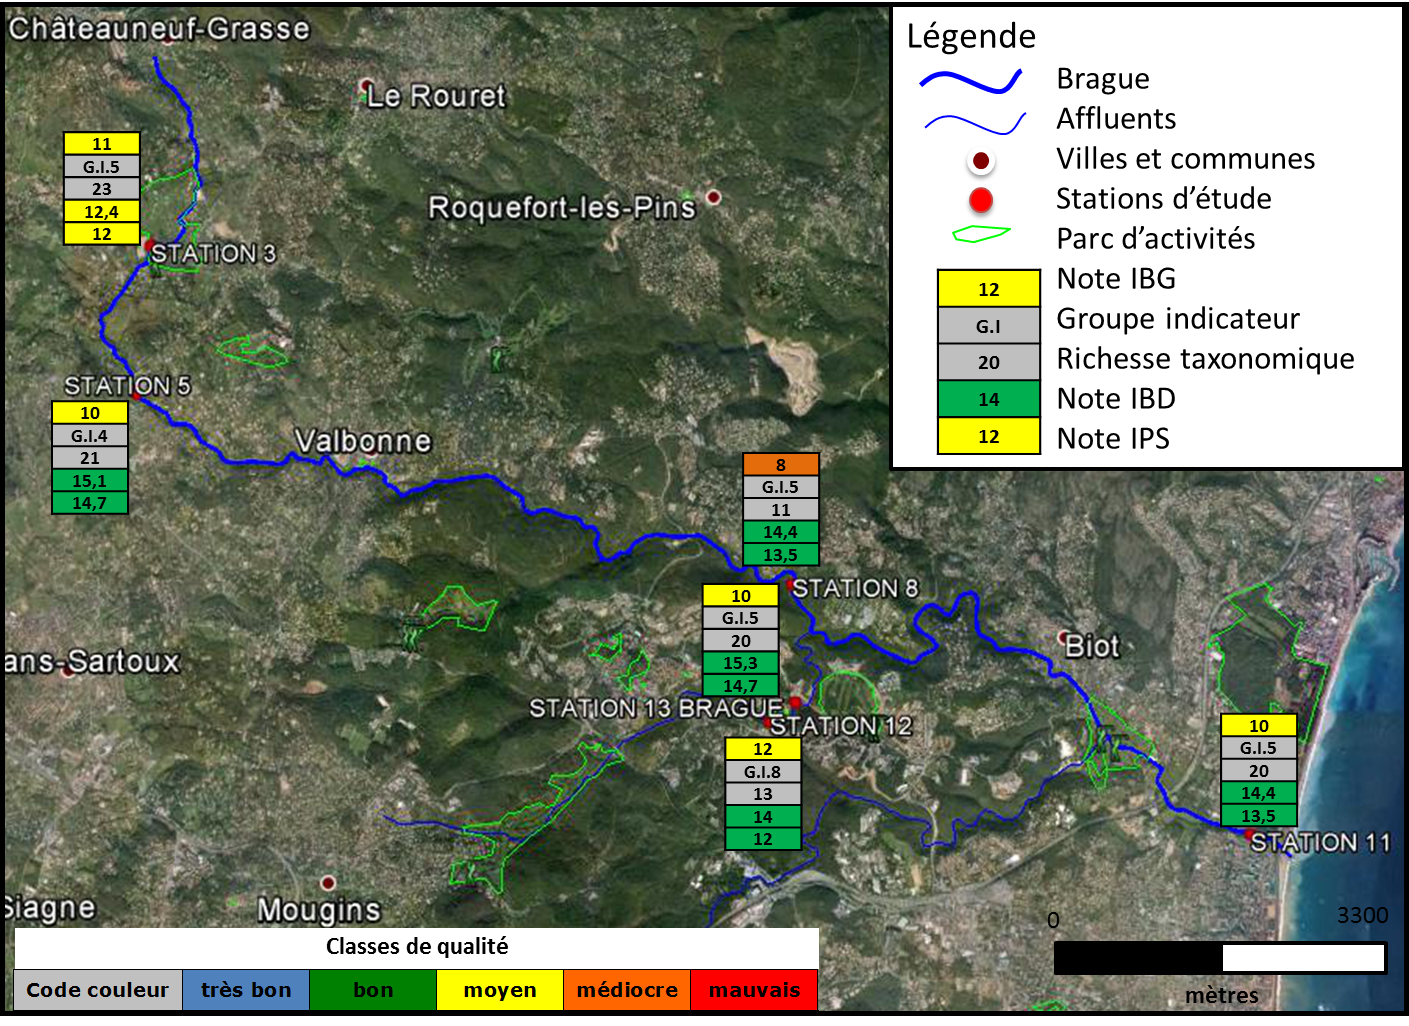 Châteauneuf-Grasse
Le Rouret
Roquefort-les-Pins
11
G.I.5
23
12,4
12
STATION 3
STATION 5
10
G.I.4
21
15,1
14,7
Valbonne
8
G.I.5
11
14,4
13,5
STATION 8
10
G.I.5
20
15,3
14,7
ans-Sartoux
Biot
STATION 13 BRAGUE
STATION 12
12
G.I.8
13
14
12
10
G.I.5
20
14,4
13,5
STATION 11
Siagne
Mougins
Légende
Brague
Affluents
Villes et communes
Stations d'étude
Parc d'activités
12 Note IBG
G.I Groupe indicateur
20 Richesse taxonomique
14 Note IBD
12 Note IPS
0 3300
mètres
Classes de qualité
Code couleur très bon bon moyen médiocre mauvais